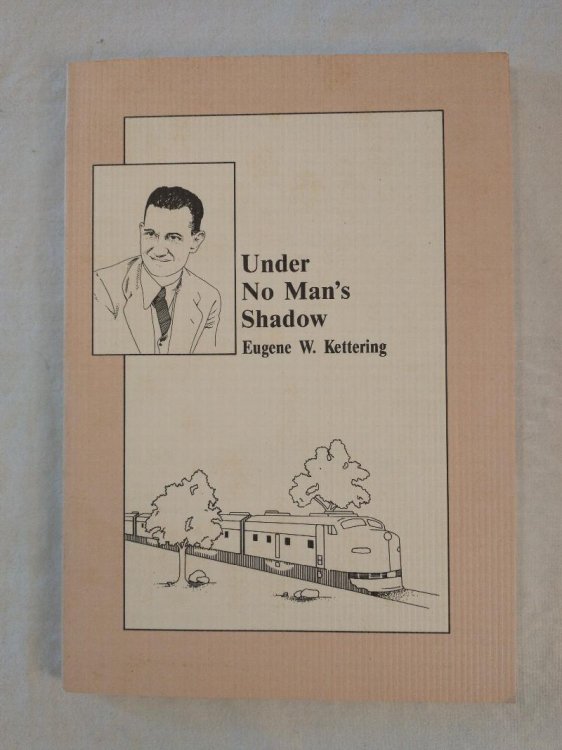 Under
No Man's
Shadow
Eugene W. Kettering